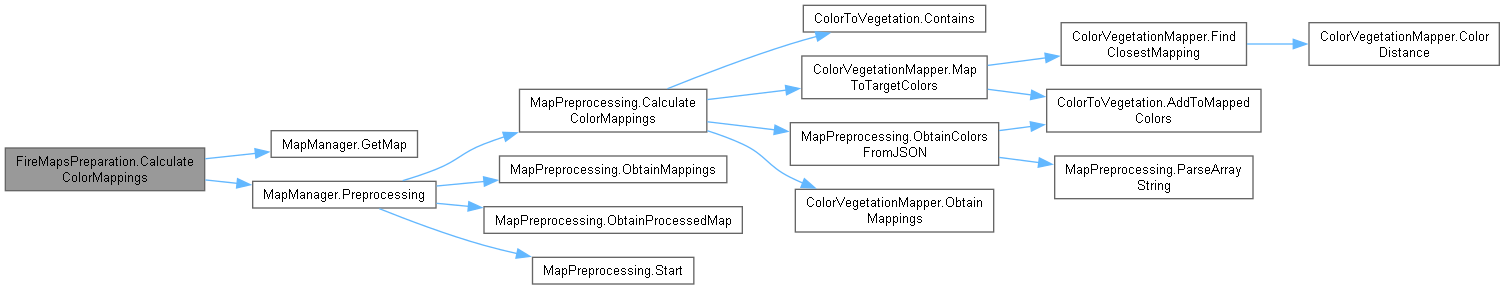 FireMapsPreparation.Calculate
ColorMappings
MapManager.GetMap
MapManager.Preprocessing
MapPreprocessing.Calculate
ColorMappings
MapPreprocessing.ObtainMappings
MapPreprocessing.ObtainProcessedMap
MapPreprocessing.Start
ColorToVegetation.Contains
ColorVegetationMapper.Map
ToTargetColors
MapPreprocessing.ObtainColors
FromJSON
ColorVegetationMapper.Obtain
Mappings
ColorVegetationMapper.Find
ClosestMapping
ColorToVegetation.AddToMapped
Colors
MapPreprocessing.ParseArray
String
ColorVegetationMapper.Color
Distance